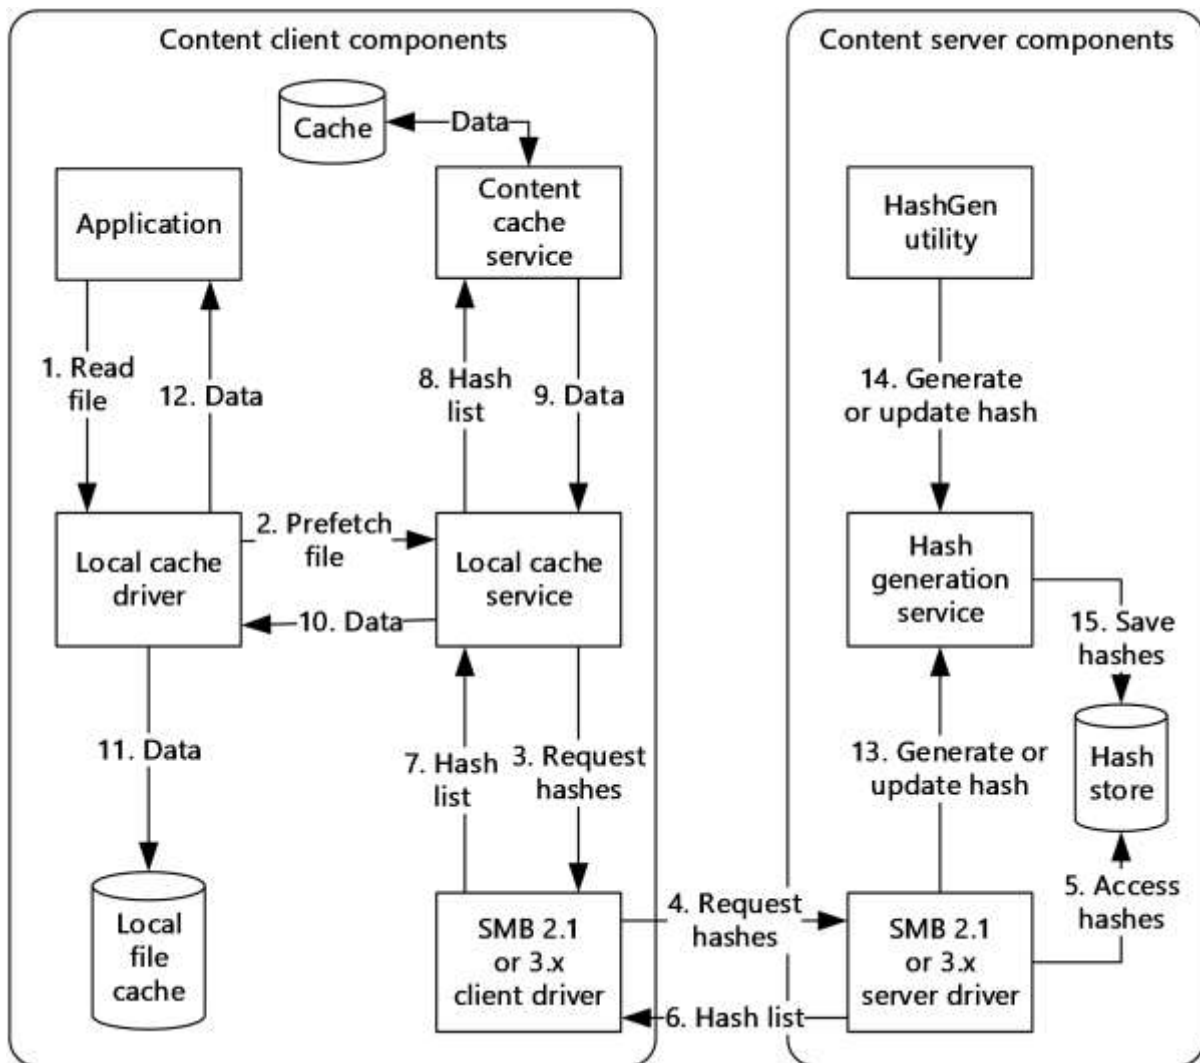 Content client components
Content server components
Cache
Data
Application
Content
cache
service
HashGen
utility
1. Read
file
12. Data
8. Hash
list
9. Data
14. Generate
or update hash
2. Prefetch
file
Local cache
driver
Local cache
service
10. Data
Hash
generation
service
15. Save
hashes
11. Data
7. Hash
list
3. Request
hashes
13. Generate or
update hash
Hash
store
Local
file
cache
SMB 2.1
or 3.x
client driver
4. Request
hashes
6. Hash list
SMB 2.1
or 3.x
server driver
5. Access
hashes